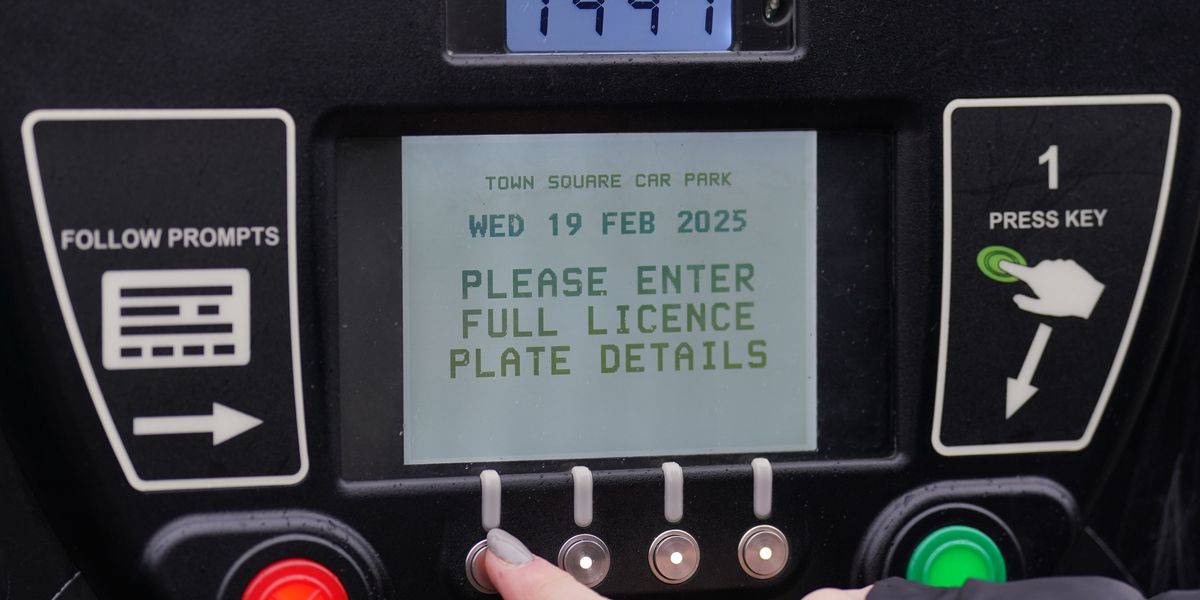 TOWN SQUARE CAR PARK
WED 19 FEB 2025
PLEASE ENTER
FULL LICENCE
PLATE DETAILS
FOLLOW PROMPTS
1
PRESS KEY